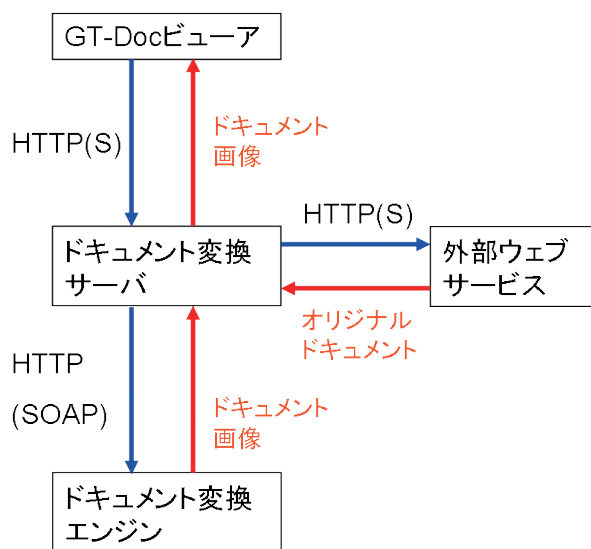 GT-Docビューア
HTTP(S)
ドキュメント
画像
HTTP(S)
ドキュメント変換
サーバ
外部ウェブ
サービス
オリジナル
ドキュメント
HTTP
(SOAP)
ドキュメント
画像
ドキュメント変換
エンジン